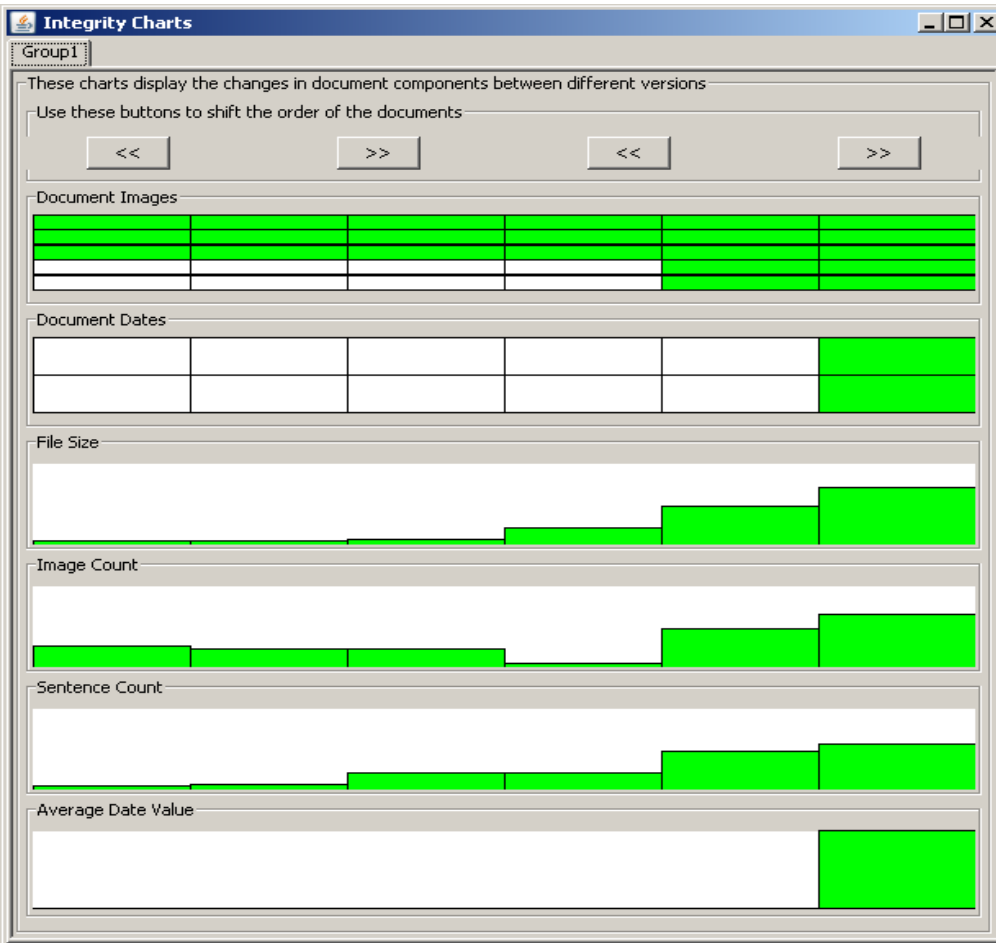 Integrity Charts
Group1
These charts display the changes in document components between different versions
Use these buttons to shift the order of the documents
<< >> << >>
Document Images
Document Dates
File Size
Image Count
Sentence Count
Average Date Value